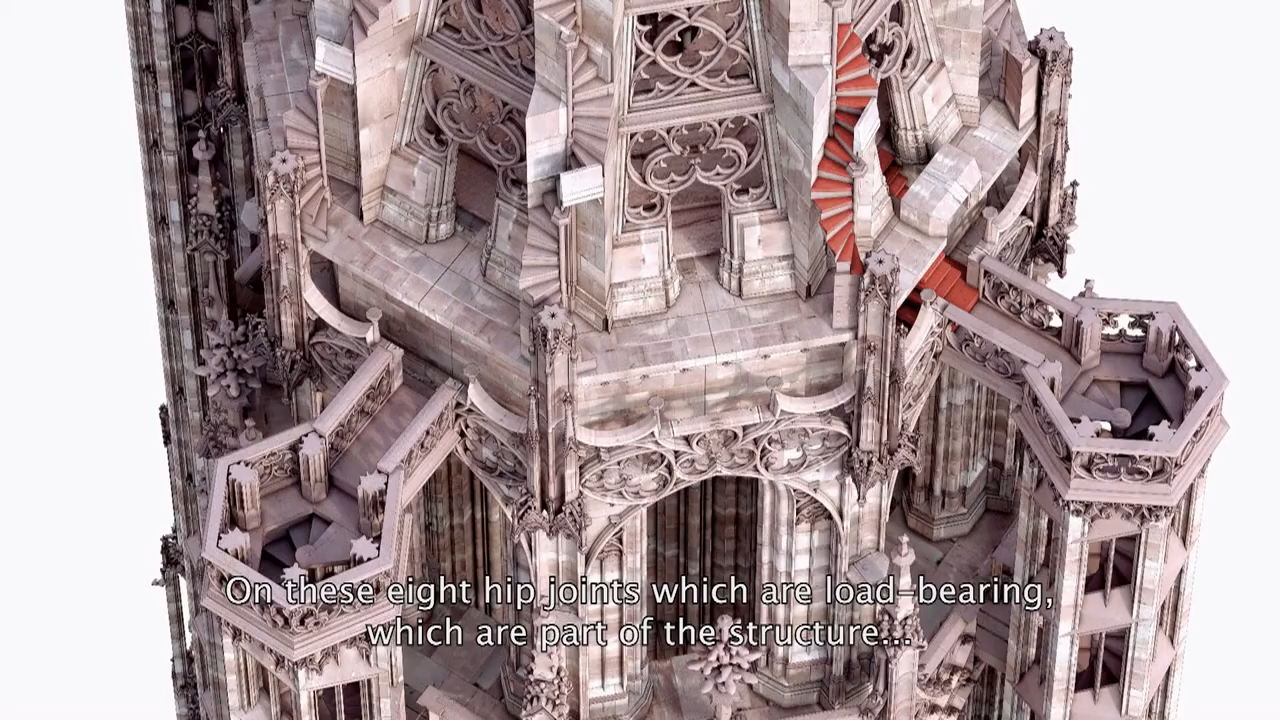 On these eight hip joints which are load-bearing,
which are part of the structure...